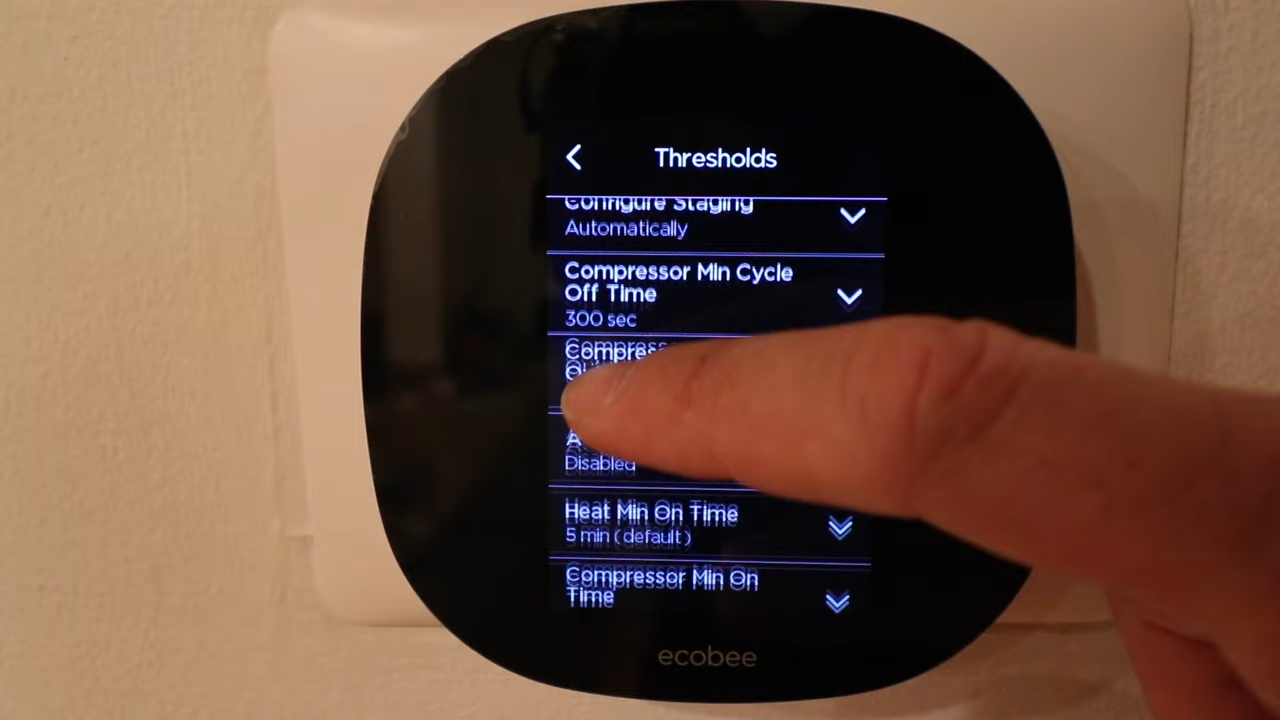 Thresholds
Configure Staging
Automatically
Compressor Min Cycle
Off Time
300 sec
Disabled
Heat Min On Time
5 min (default)
Compressor Min On
Time
ecobee